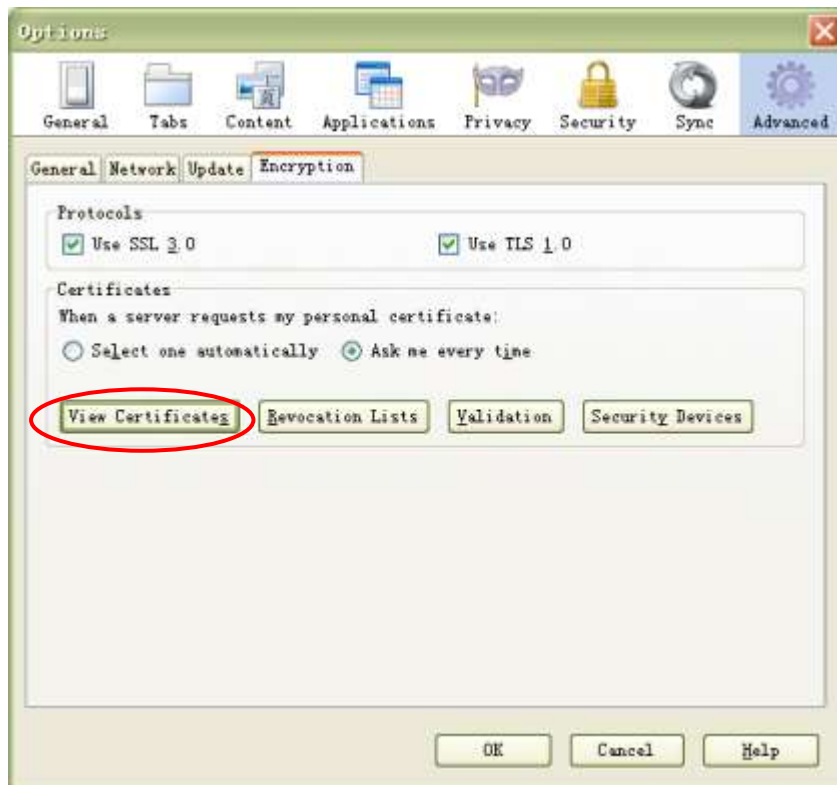 Options
General Tabs Content Applications Privacy Security Sync Advanced
General Network Update Encryption
Protocols
Use SSL 3.0 Use TLS 1.0
Certificates
When a server requests my personal certificate:
Select one automatically Ask me every time
View Certificates Revocation Lists Validation Security Devices
OK Cancel Help